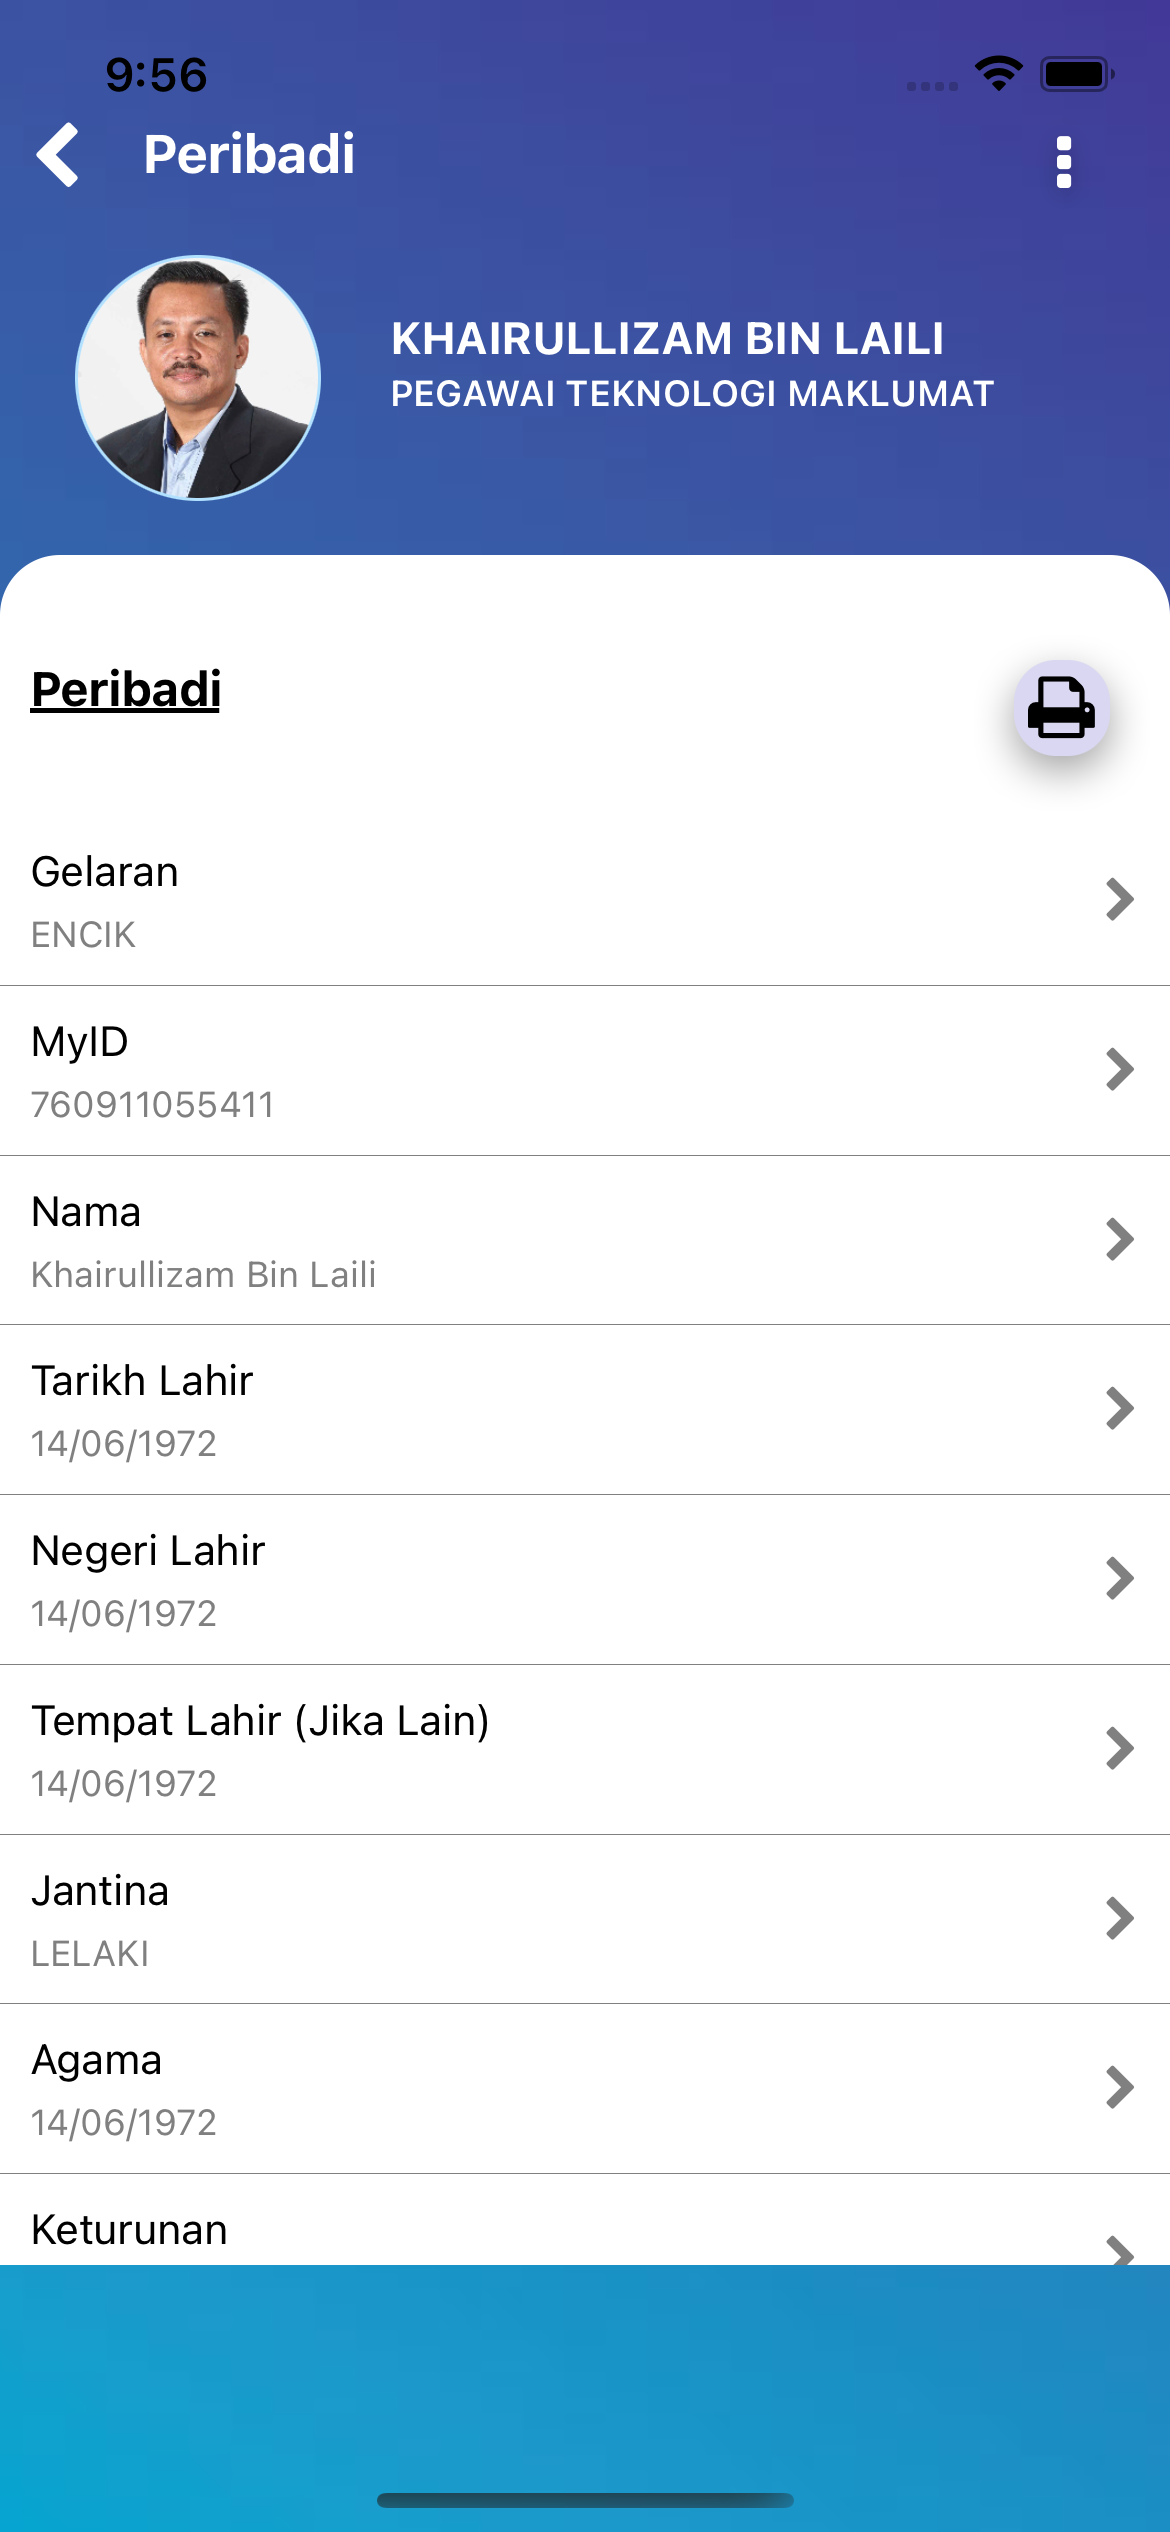 9:56
Peribadi
KHAIRULLIZAM BIN LAILI
PEGAWAI TEKNOLOGI MAKLUMAT
Peribadi
Gelaran
ENCIK
MyID
760911055411
Nama
Khairullizam Bin Laili
Tarikh Lahir
14/06/1972
Negeri Lahir
14/06/1972
Tempat Lahir (Jika Lain)
14/06/1972
Jantina
LELAKI
Agama
14/06/1972
Keturunan